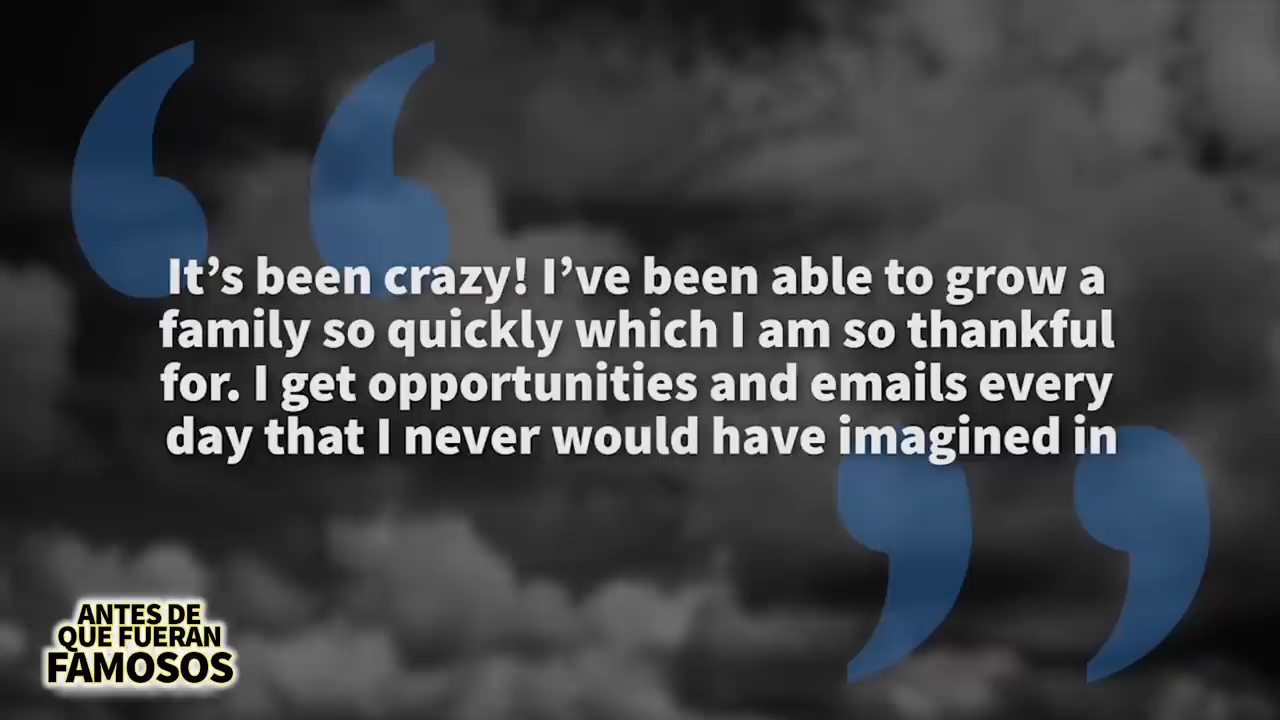 It’s been crazy! I’ve been able to grow a
family so quickly which I am so thankful
for. I get opportunities and emails every
day that I never would have imagined in
ANTES DE
QUE FUERAN
FAMOSOS